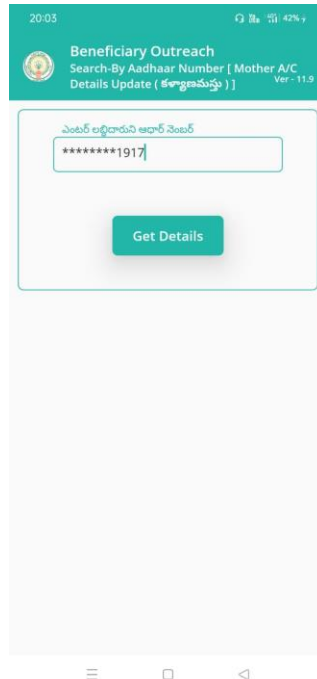 20:03
42%
Beneficiary Outreach
Search-By Aadhaar Number [ Mother A/C
Details Update ( కళ్యాణమస్తు ) ]
Ver - 11.9
ఎంటర్ లబ్ధిదారుని ఆధార్ నెంబర్
********1917
Get Details